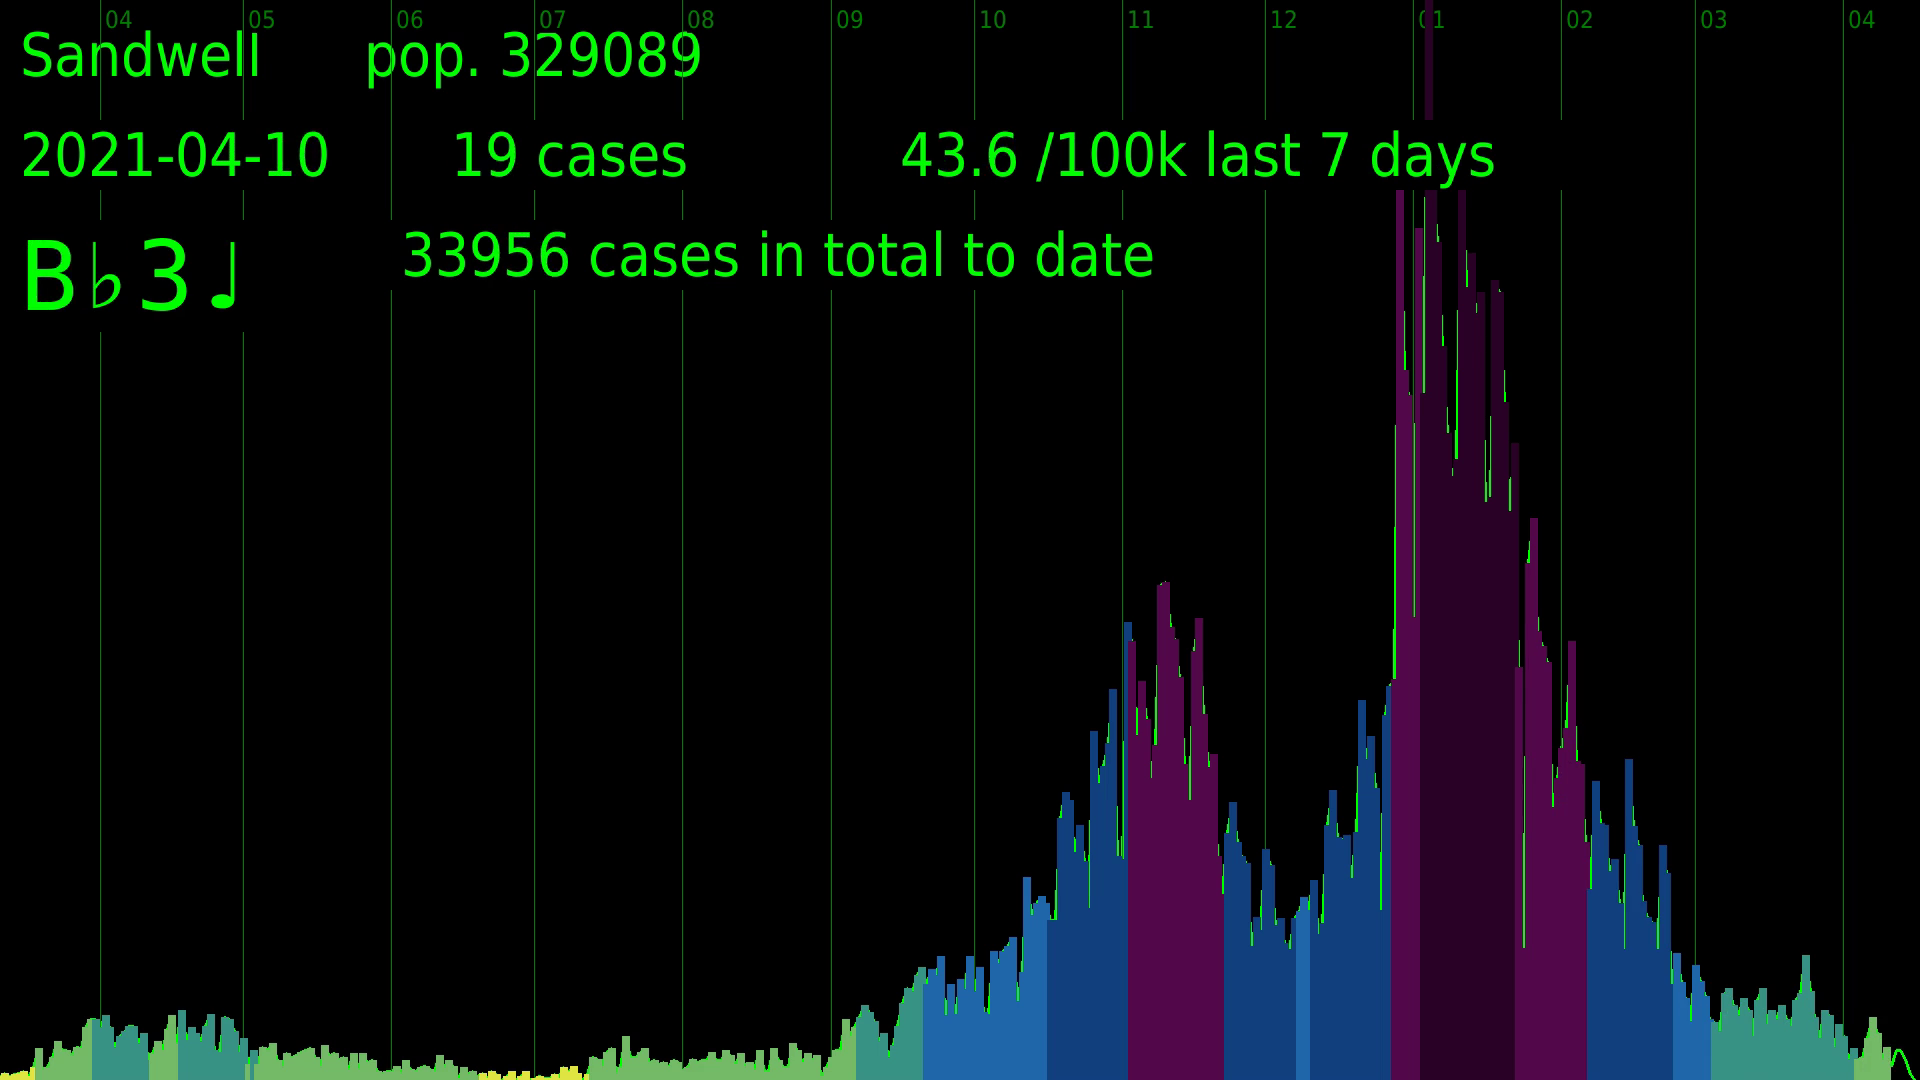 04 05 06 07 08 09 10 11 12 01 02 03 04
Sandwell pop. 329089
2021-04-10 19 cases 43.6 /100k last 7 days
B♭3♩ 33956 cases in total to date